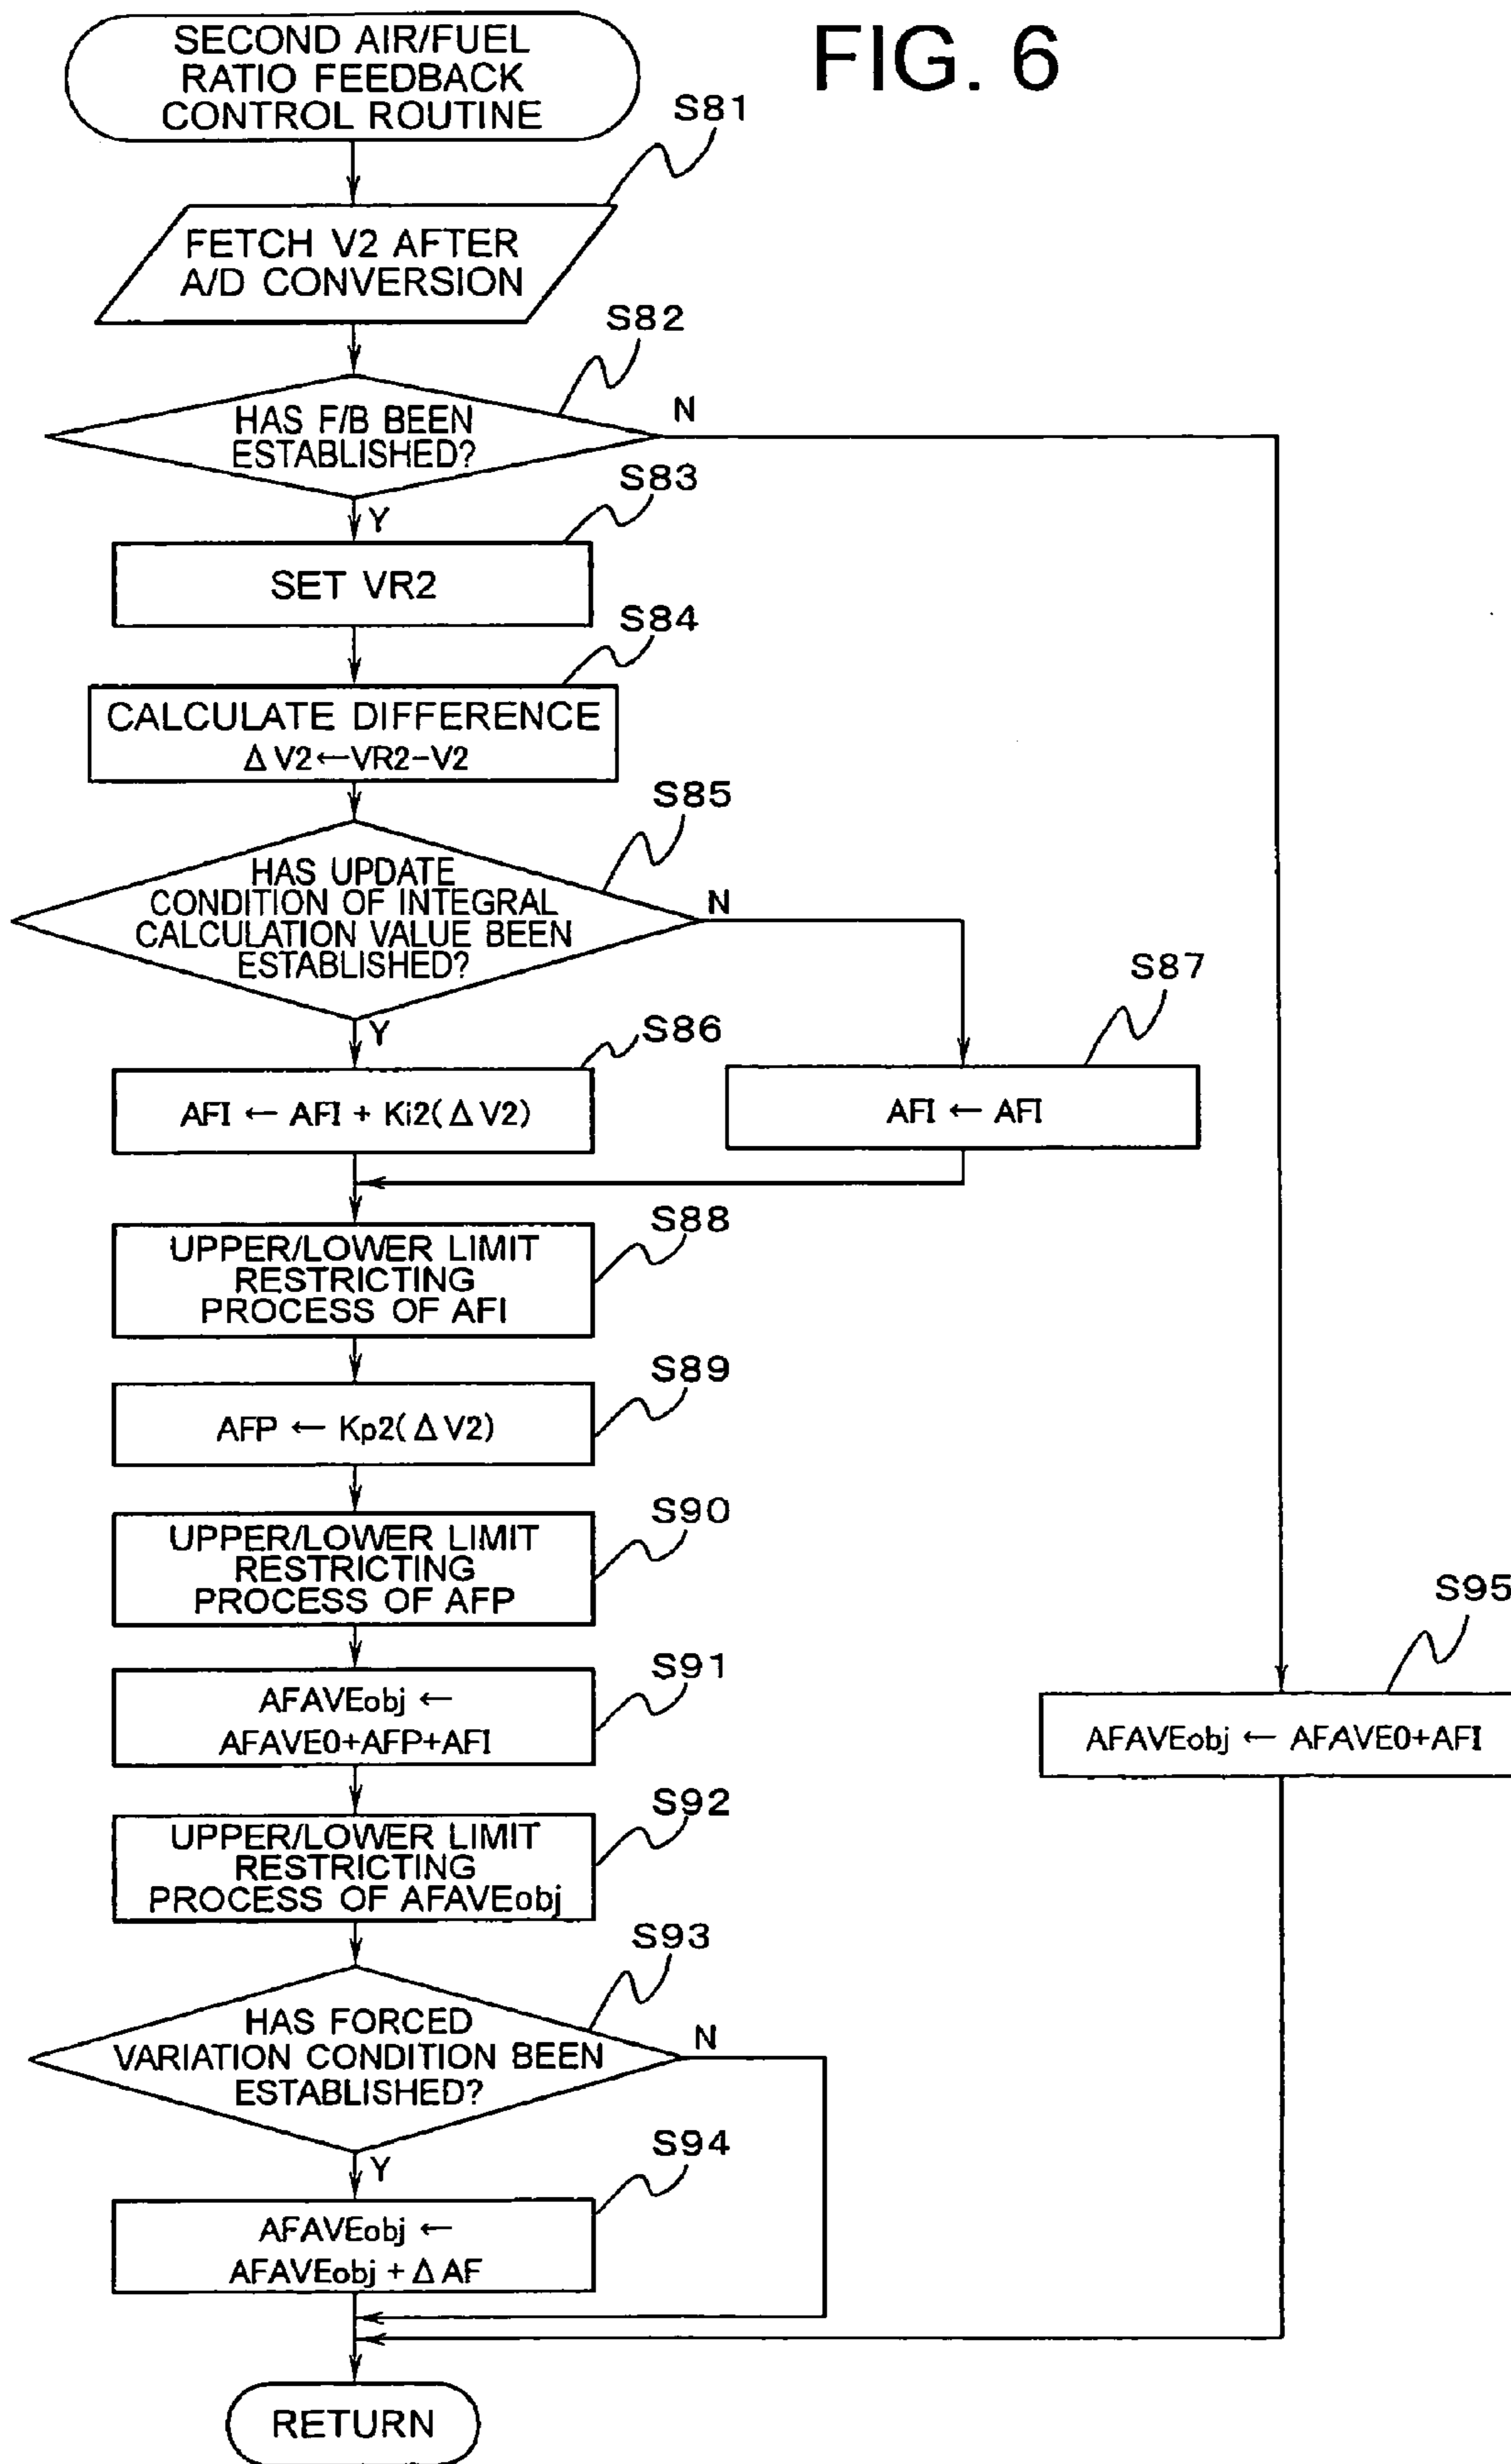 FIG. 6
SECOND AIR/FUEL
RATIO FEEDBACK
CONTROL ROUTINE
S81
FETCH V2 AFTER
A/D CONVERSION
S82
HAS F/B BEEN
ESTABLISHED?
N
Y
S83
SET VR2
S84
CALCULATE DIFFERENCE
Δ V2←VR2-V2
S85
HAS UPDATE
CONDITION OF INTEGRAL
CALCULATION VALUE BEEN
ESTABLISHED?
N
Y
S86
AFI ← AFI + Ki2(Δ V2)
S87
AFI ← AFI
S88
UPPER/LOWER LIMIT
RESTRICTING
PROCESS OF AFI
S89
AFP ← Kp2(Δ V2)
S90
UPPER/LOWER LIMIT
RESTRICTING
PROCESS OF AFP
S91
AFAVEobj ←
AFAVE0+AFP+AFI
S95
AFAVEobj ← AFAVE0+AFI
S92
UPPER/LOWER LIMIT
RESTRICTING
PROCESS OF AFAVEobj
S93
HAS FORCED
VARIATION CONDITION BEEN
ESTABLISHED?
N
Y
S94
AFAVEobj ←
AFAVEobj + Δ AF
RETURN